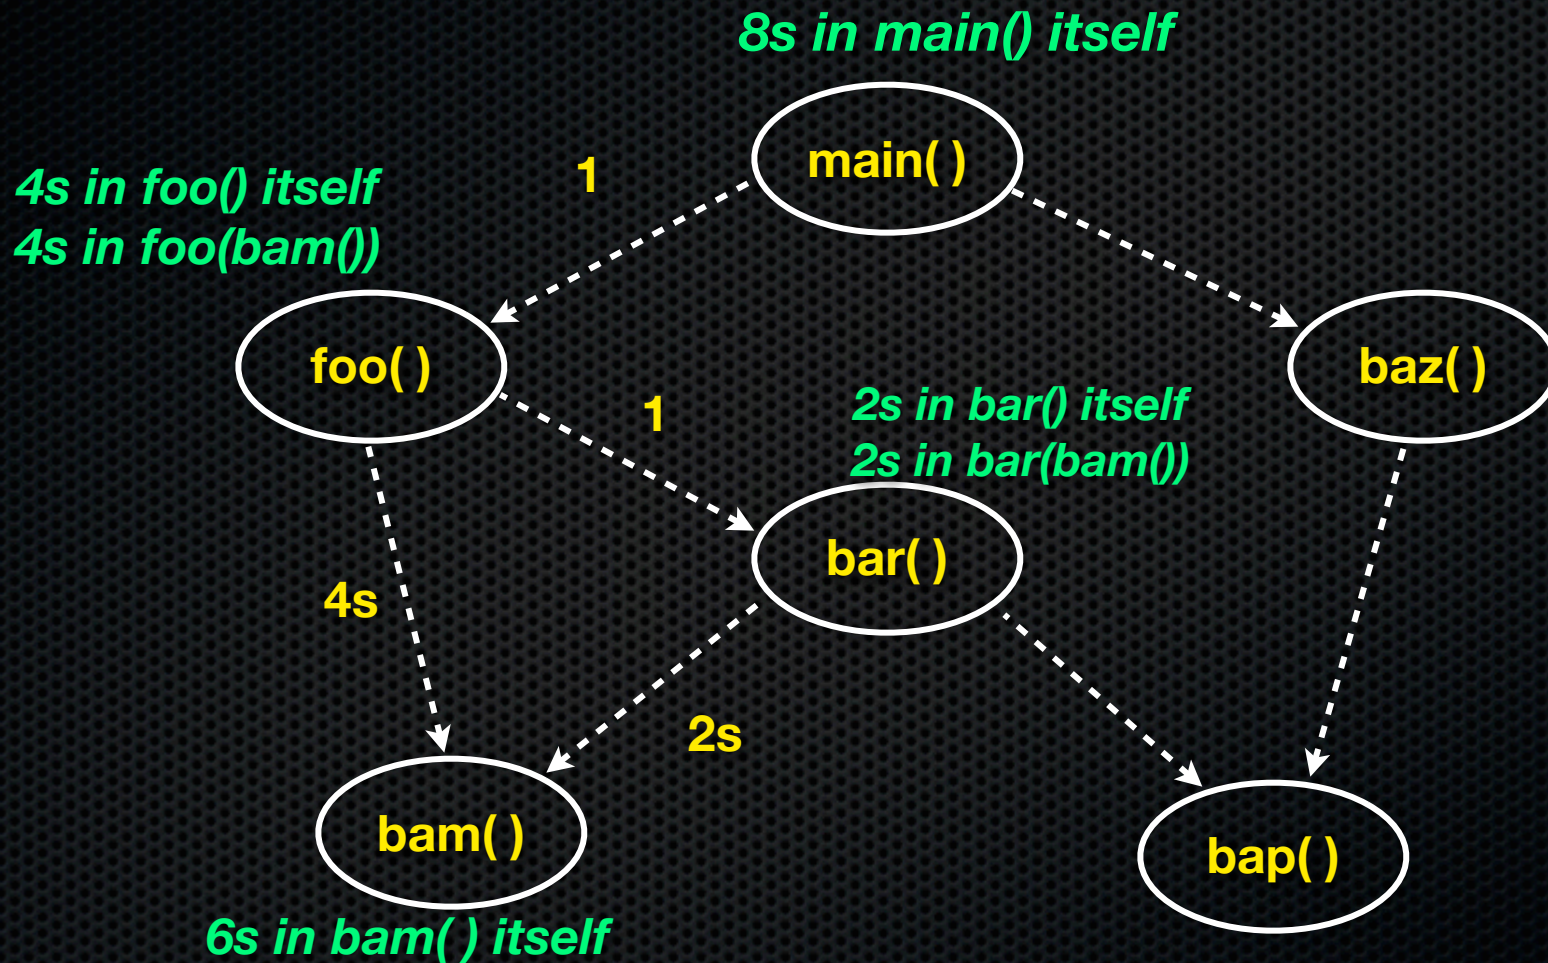 8s in main() itself
main( )
1
4s in foo() itself
4s in foo(bam())
foo( )
baz( )
1
2s in bar() itself
2s in bar(bam())
bar( )
4s
2s
bam( )
bap( )
6s in bam( ) itself